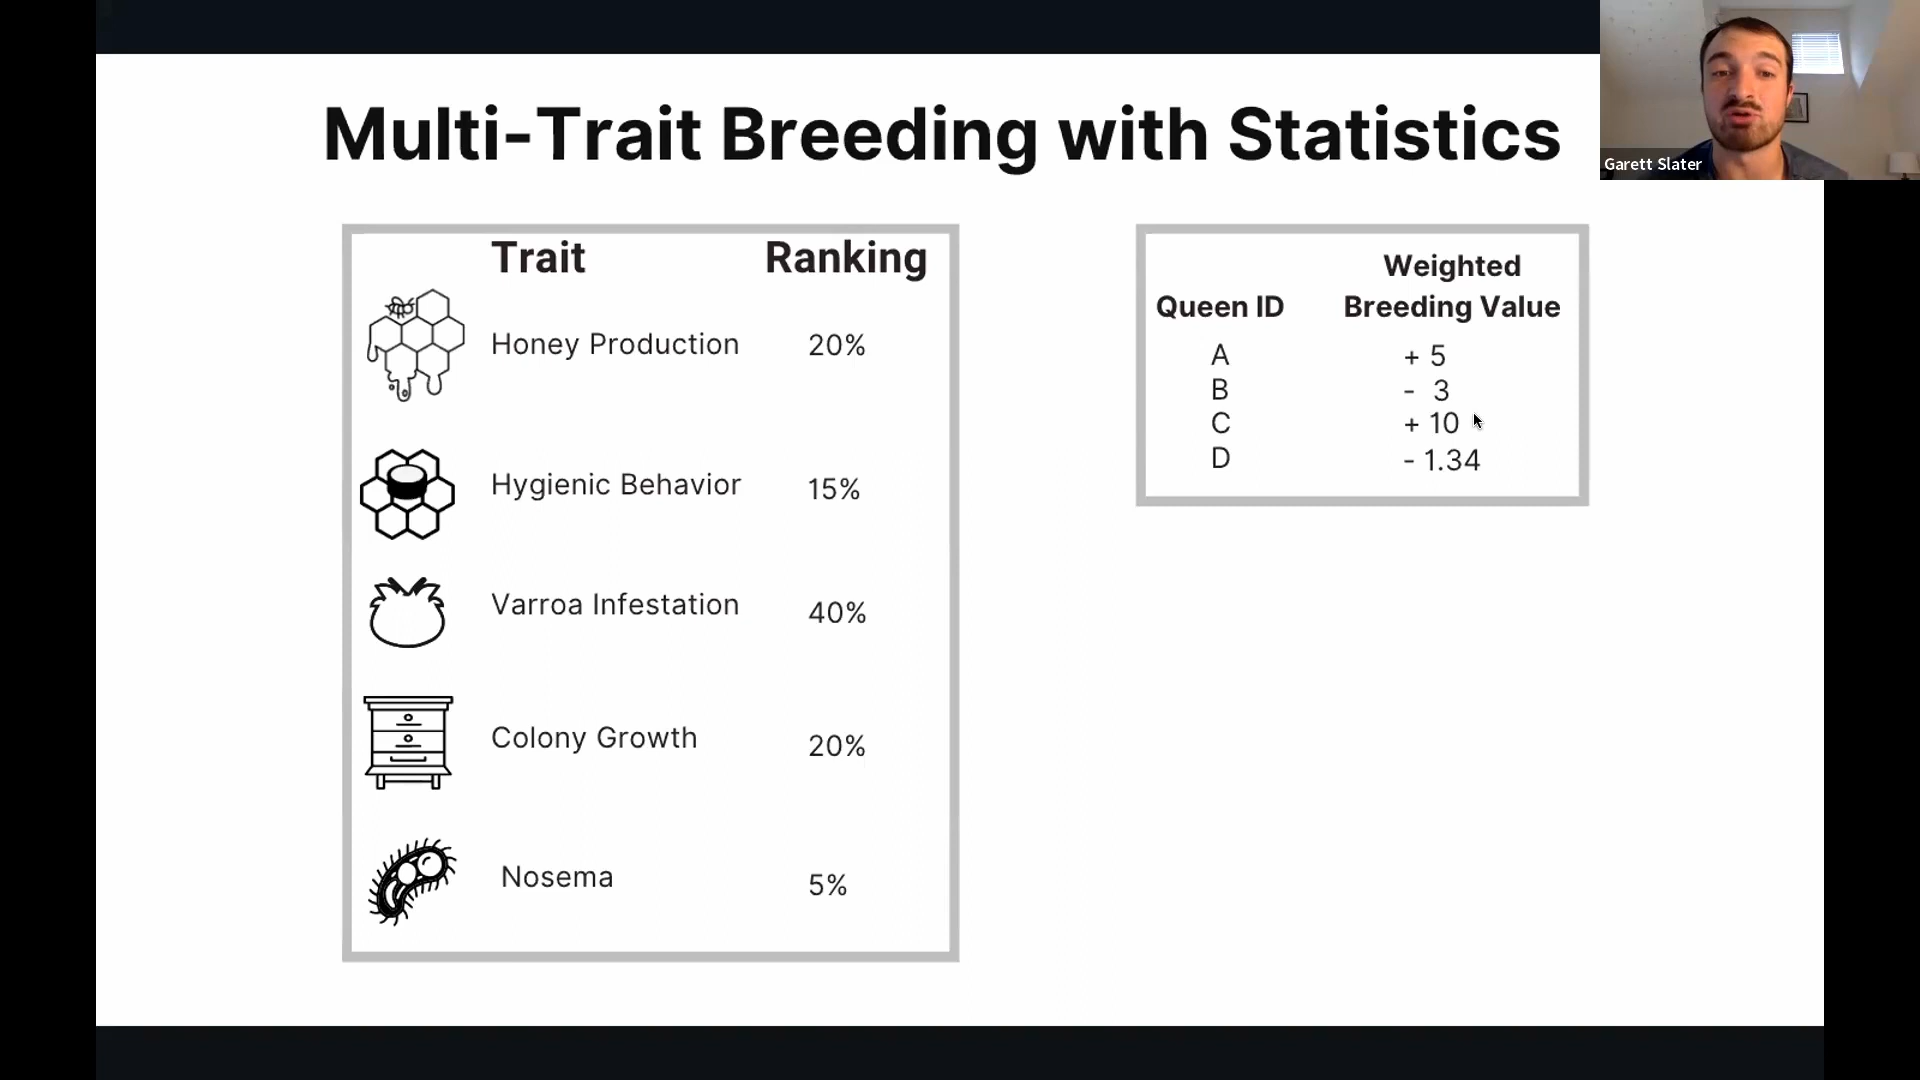 Multi-Trait Breeding with Statistics
Garett Slater
Trait Ranking
Honey Production 20%
Hygienic Behavior 15%
Varroa Infestation 40%
Colony Growth 20%
Nosema 5%
Weighted
Queen ID Breeding Value
A + 5
B - 3
C + 10
D - 1.34